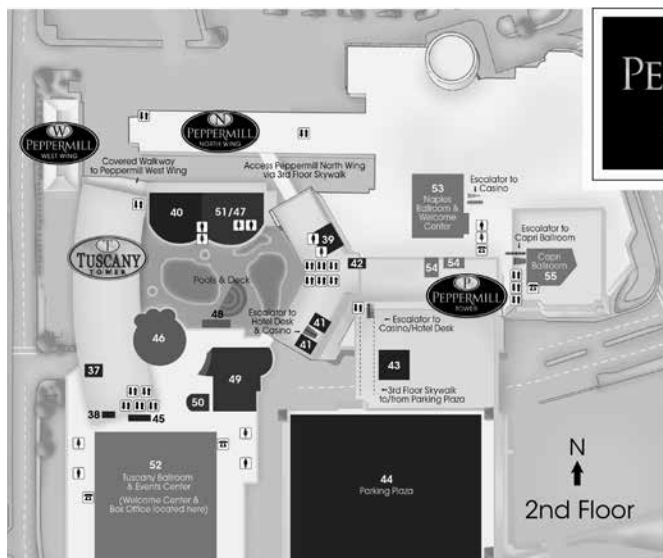 PE
W
PEPPERMILL
WEST WING
N
PEPPERMILL
NORTH WING
Covered Walkway
to Peppermill West Wing
Access Peppermill North Wing
via 3rd Floor Skywalk
53
Naples
Ballroom &
Welcome
Center
Escalator to
Casino
40
51/47
39
Escalator to
Capri Ballroom
Capri
Ballroom
55
T
TUSCANY
TOWER
42
54
54
Pools & Deck
P
PEPPERMILL
TOWER
48
Escalator to
Hotel Desk
& Casino
41
41
Escalator to
Casino/Hotel Desk
46
43
37
49
3rd Floor Skywalk
to/from Parking Plaza
50
38
45
52
Tuscany Ballroom
& Events Center
(Welcome Center &
Box Office located here)
44
Parking Plaza
N
2nd Floor